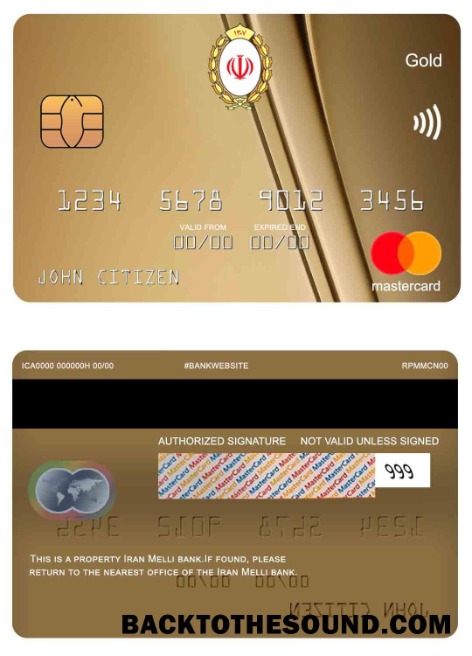 Gold
1234 5678 9012 3456
VALID FROM EXPIRED END
00/00 00/00
JOHN CITIZEN
mastercard
ICA0000 000000H 00/00 #BANKWEBSITE RPMMCN00
AUTHORIZED SIGNATURE NOT VALID UNLESS SIGNED
999
THIS IS A PROPERTY IRAN MELLI BANK.IF FOUND, PLEASE
RETURN TO THE NEAREST OFFICE OF THE IRAN MELLI BANK.
BACKTOTHESOUND.COM